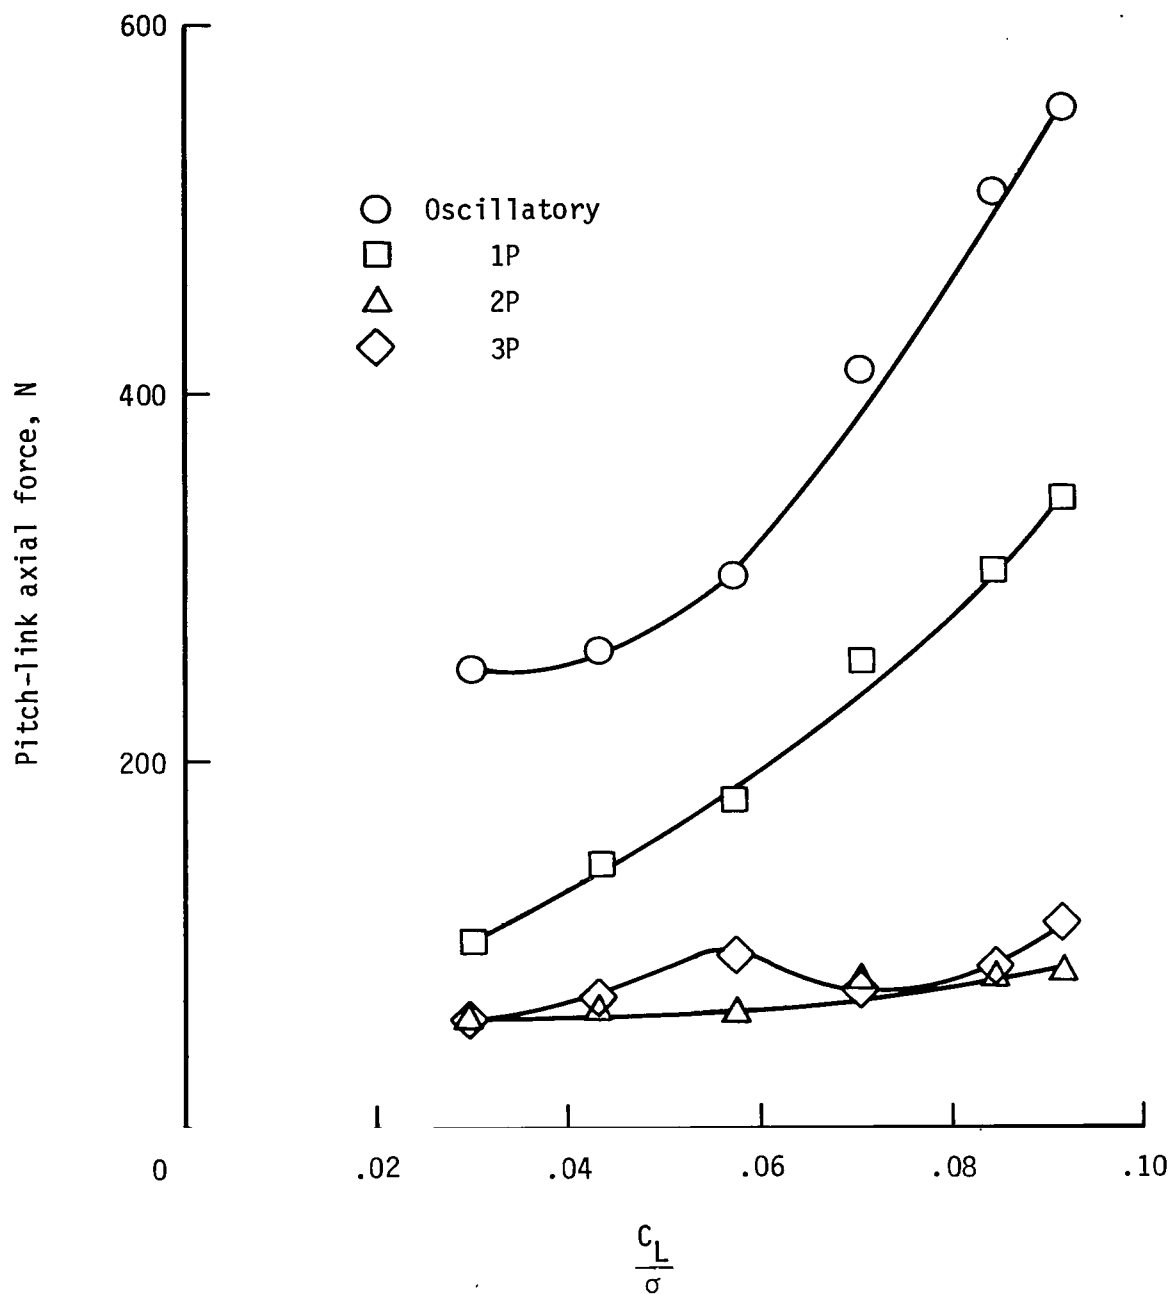 600
Oscillatory
1P
2P
3P
400
Pitch-link axial force, N
200
0 .02 .04 .06 .08 .10
C_L
σ